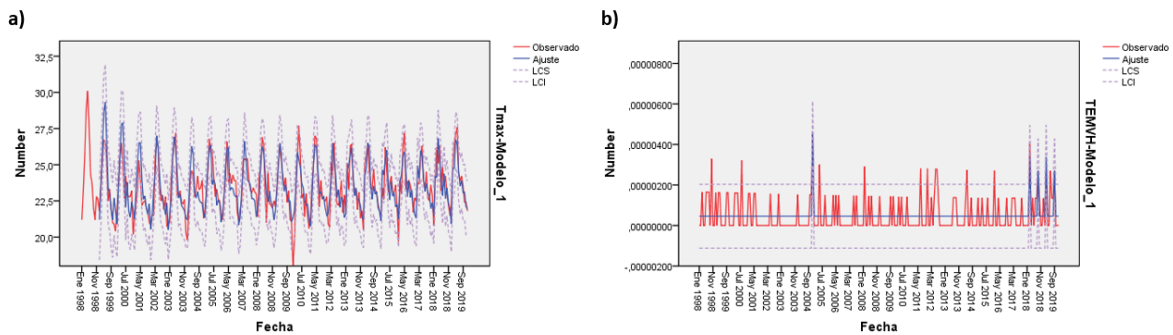 a)
32,5
30,0
27,5
25,0
22,5
20,0
Number
Ene 1998
Nov 1998
Sep 1999
Jul 2000
May 2001
Mar 2002
Ene 2003
Nov 2003
Sep 2004
Jul 2005
May 2006
Mar 2007
Mar 2008
Nov 2008
Sep 2009
Jul 2010
May 2011
Mar 2012
Ene 2013
Nov 2013
Sep 2014
Jul 2015
May 2016
Mar 2017
Ene 2018
Nov 2018
Sep 2019
Fecha
Tmax-Modelo_1
Observado
Ajuste
LCS
LCI
b)
,00000800
,00000600
,00000400
,00000200
,00000000
-,00000200
Number
Ene 1998
Nov 1998
Sep 1999
Jul 2000
May 2001
Mar 2002
Ene 2003
Nov 2003
Sep 2004
Jul 2005
May 2006
Mar 2007
Ene 2008
Nov 2008
Sep 2009
Jul 2010
May 2011
Mar 2012
Ene 2013
Nov 2013
Sep 2014
Jul 2015
May 2016
Mar 2017
Ene 2018
Nov 2018
Sep 2019
Fecha
TEMVH-Modelo_1
Observado
Ajuste
LCS
LCI